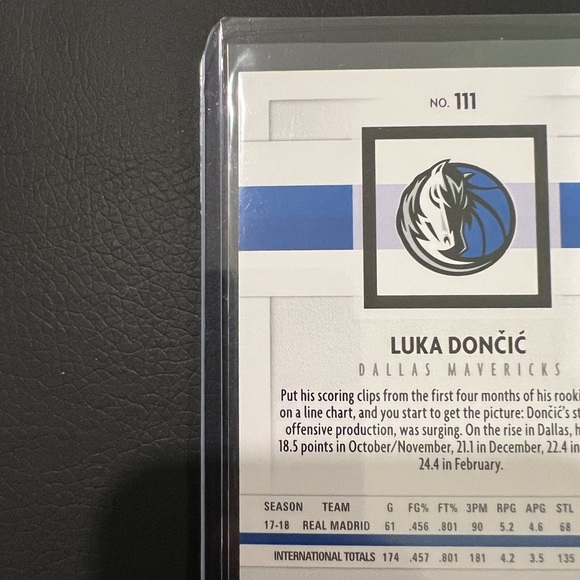 NO. 111
LUKA DONČIĆ
DALLAS MAVERICKS
Put his scoring clips from the first four months of his
on a line chart, and you start to get the picture: Dončić's
offensive production, was surging. On the rise in Dallas,
18.5 points in October/November, 21.1 in December, 22.4 in
24.4 in February.
SEASON TEAM G FG% FT% 3PM RPG APG STL
17-18 REAL MADRID 61 .456 .801 90 5.2 4.6 68
INTERNATIONAL TOTALS 174 .457 .801 181 4.2 3.5 135